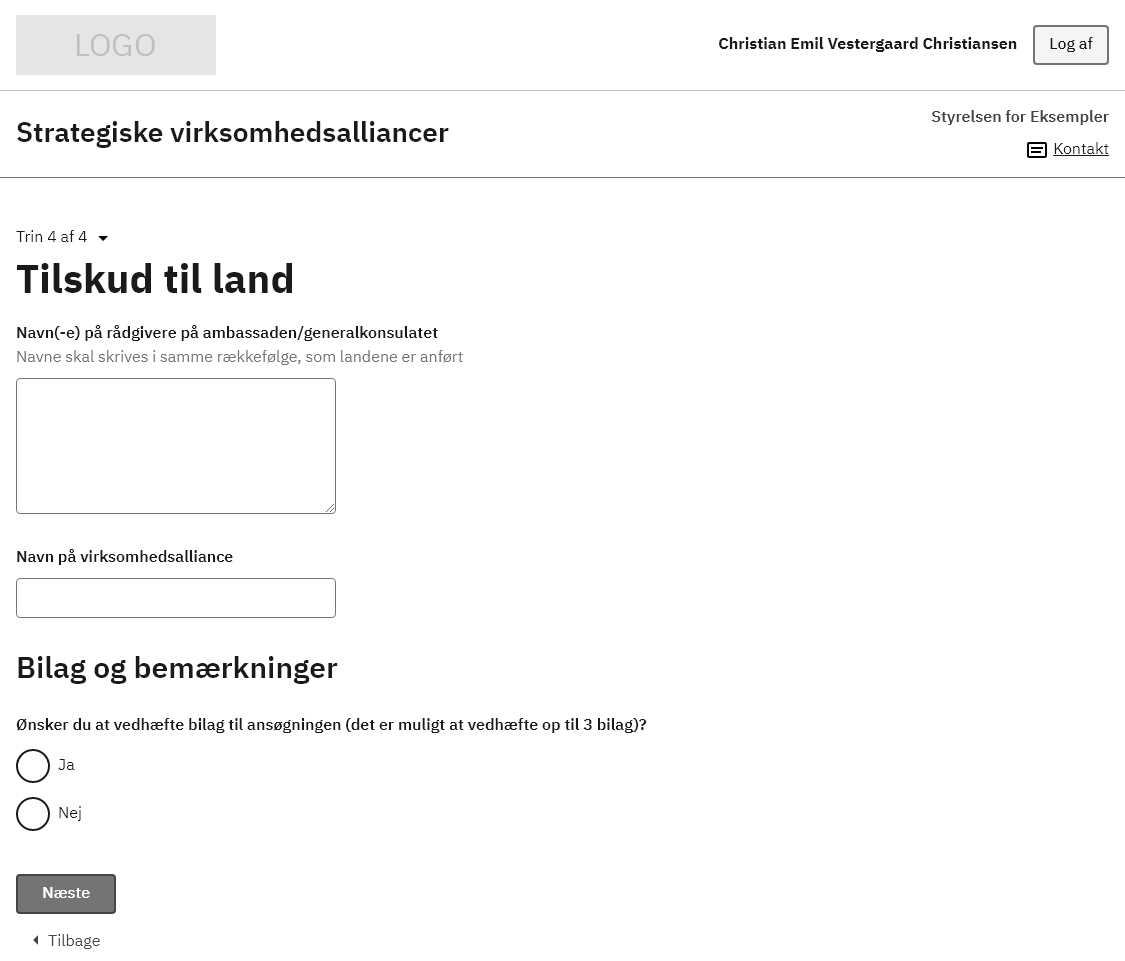 LOGO
Christian Emil Vestergaard Christiansen
Log af
Strategiske virksomhedsalliancer
Styrelsen for Eksempler
Kontakt
Trin 4 af 4
Tilskud til land
Navn(-e) på rådgivere på ambassaden/generalkonsulatet
Navne skal skrives i samme rækkefølge, som landene er anført
Navn på virksomhedsalliance
Bilag og bemærkninger
Ønsker du at vedhæfte bilag til ansøgningen (det er muligt at vedhæfte op til 3 bilag)?
Ja
Nej
Næste
Tilbage